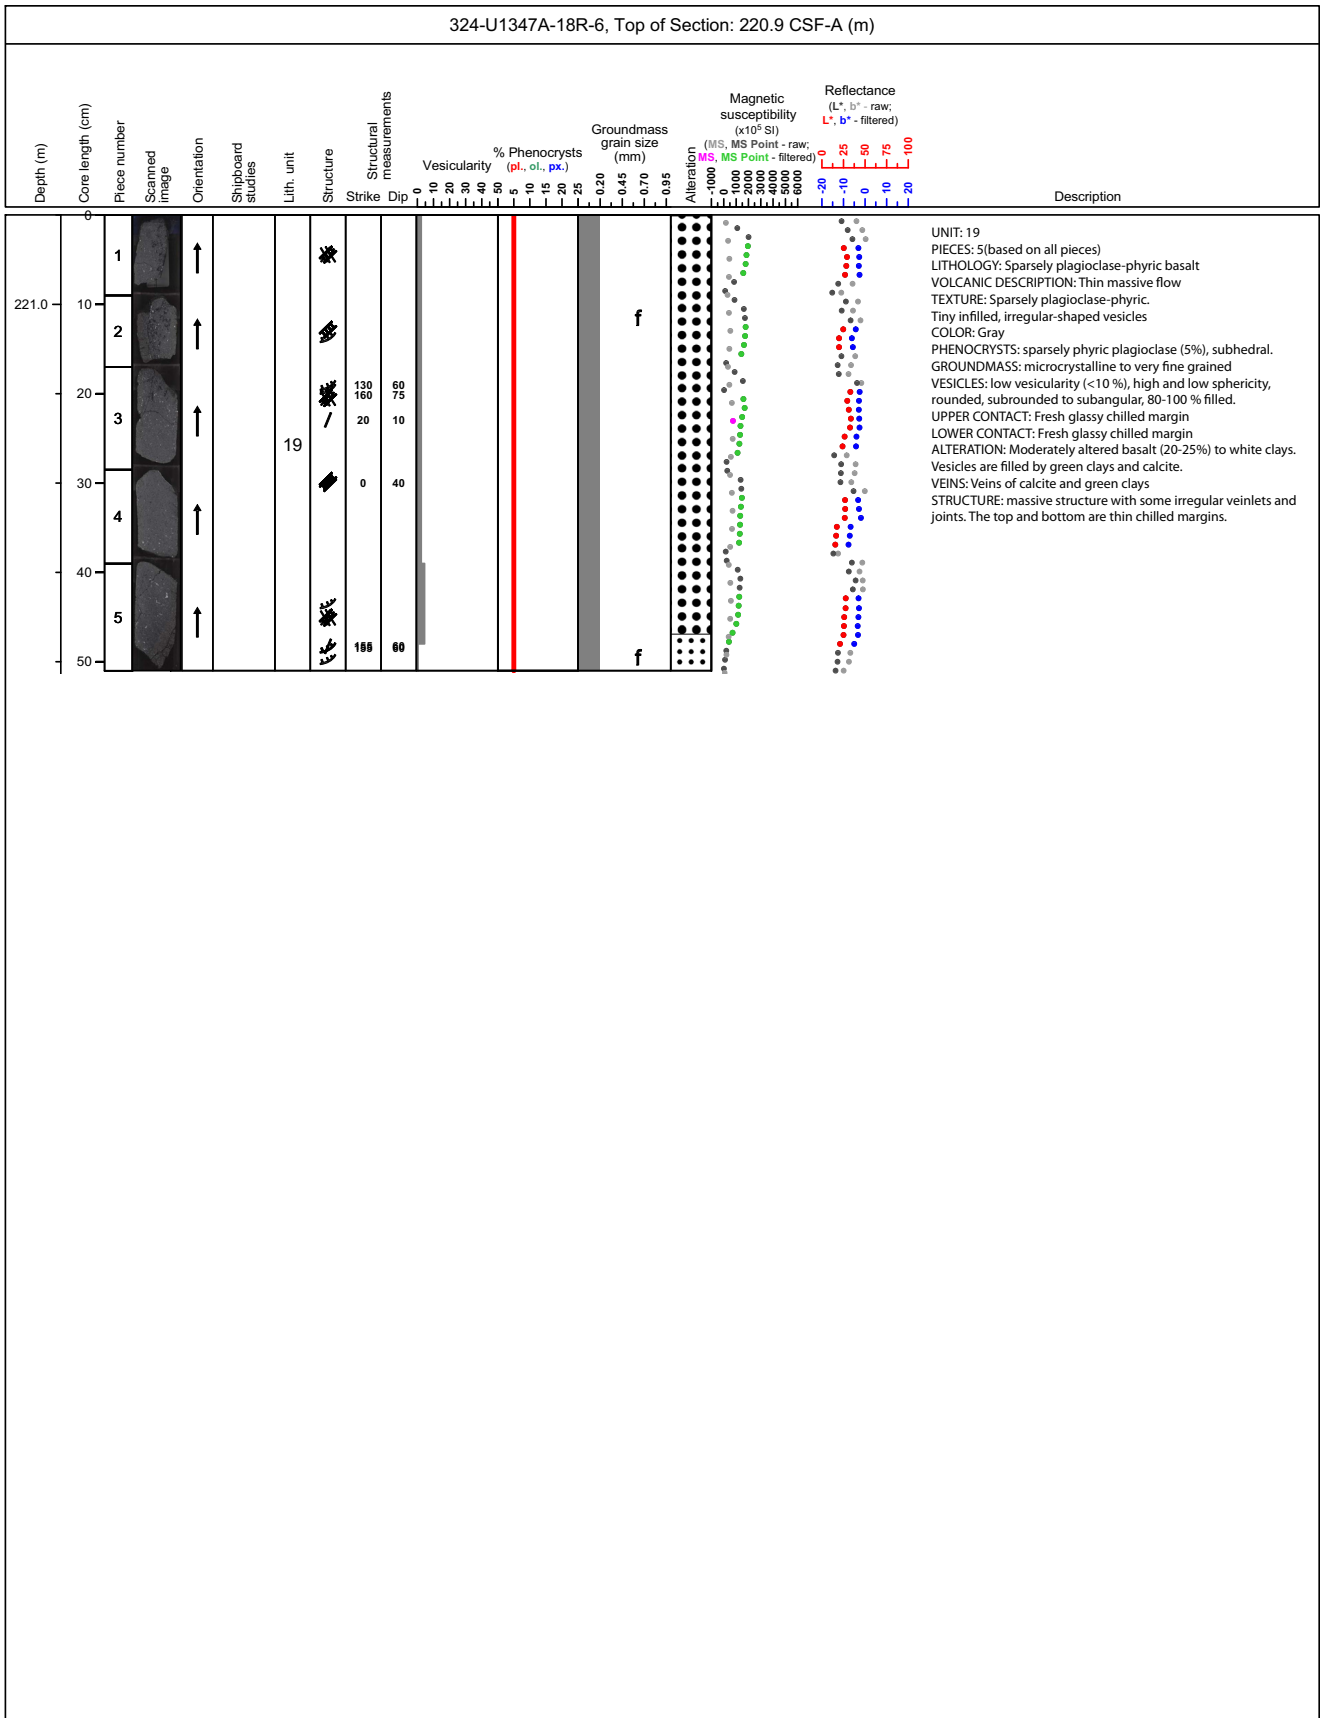 324-U1347A-18R-6, Top of Section: 220.9 CSF-A (m)
Depth (m)
Core length (cm)
Piece number
Scanned image
Orientation
Shipboard studies
Lith. unit
Structure
Structural measurements
Strike Dip
Vesicularity
0 10 20 30 40 50
% Phenocrysts
(pl., ol., px.)
5 10 15 20 25
Groundmass
grain size
(mm)
0.20 0.45 0.70 0.95
Alteration
Magnetic
susceptibility
(x10⁵ SI)
(MS, MS Point - raw;
MS, MS Point - filtered)
-1000 0 1000 2000 3000 4000 5000 6000
Reflectance
(L*, b* - raw;
L*, b* - filtered)
0 25 50 75 100
-20 -10 0 10 20
Description
0
1
221.0
10
f
2
130 60
20
160 75
3
20 10
19
30
0 40
4
40
5
155 60
50
f
UNIT: 19
PIECES: 5(based on all pieces)
LITHOLOGY: Sparsely plagioclase-phyric basalt
VOLCANIC DESCRIPTION: Thin massive flow
TEXTURE: Sparsely plagioclase-phyric.
Tiny infilled, irregular-shaped vesicles
COLOR: Gray
PHENOCRYSTS: sparsely phyric plagioclase (5%), subhedral.
GROUNDMASS: microcrystalline to very fine grained
VESICLES: low vesicularity (<10 %), high and low sphericity,
rounded, subrounded to subangular, 80-100 % filled.
UPPER CONTACT: Fresh glassy chilled margin
LOWER CONTACT: Fresh glassy chilled margin
ALTERATION: Moderately altered basalt (20-25%) to white clays.
Vesicles are filled by green clays and calcite.
VEINS: Veins of calcite and green clays
STRUCTURE: massive structure with some irregular veinlets and
joints. The top and bottom are thin chilled margins.